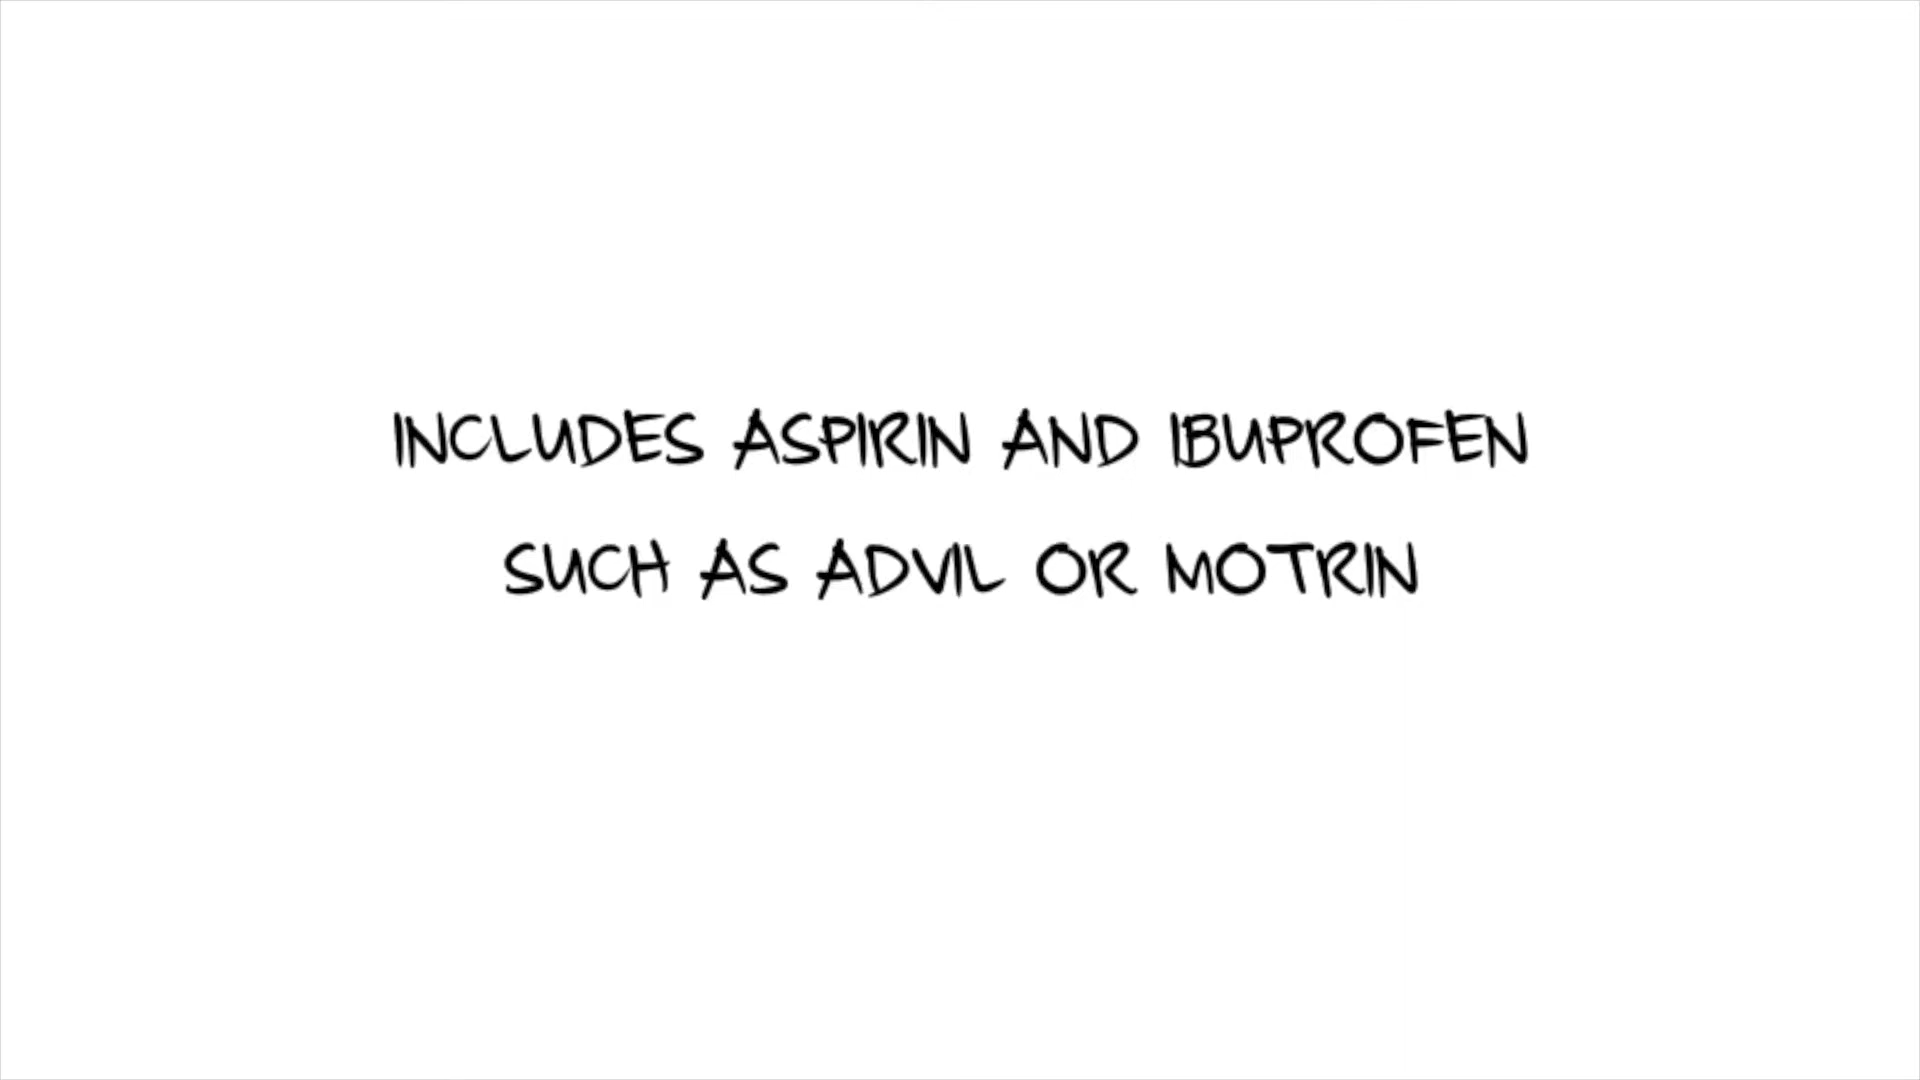 INCLUDES ASPIRIN AND IBUPROFEN
SUCH AS ADVIL OR MOTRIN